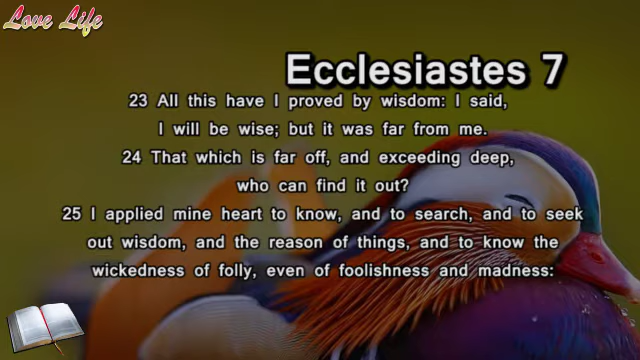 Love Life
Ecclesiastes 7
23 All this have I proved by wisdom: I said,
I will be wise; but it was far from me.
24 That which is far off, and exceeding deep,
who can find it out?
25 I applied mine heart to know, and to search, and to seek
out wisdom, and the reason of things, and to know the
wickedness of folly, even of foolishness and madness: